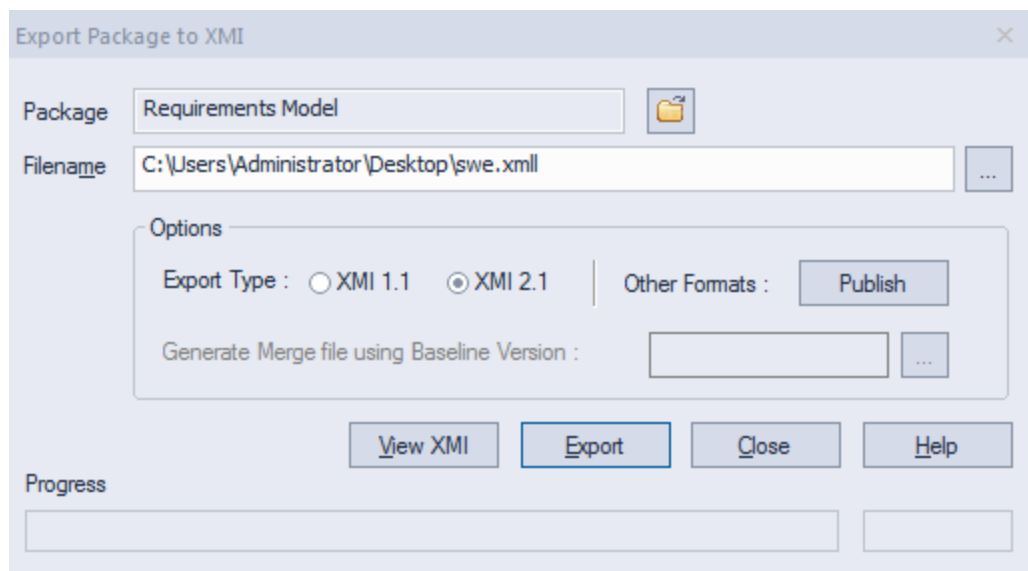 Export Package to XMI
Package Requirements Model
Filename C:\Users\Administrator\Desktop\swe.xmll ...
Options
Export Type : XMI 1.1 XMI 2.1 Other Formats : Publish
Generate Merge file using Baseline Version : ...
View XMI Export Close Help
Progress